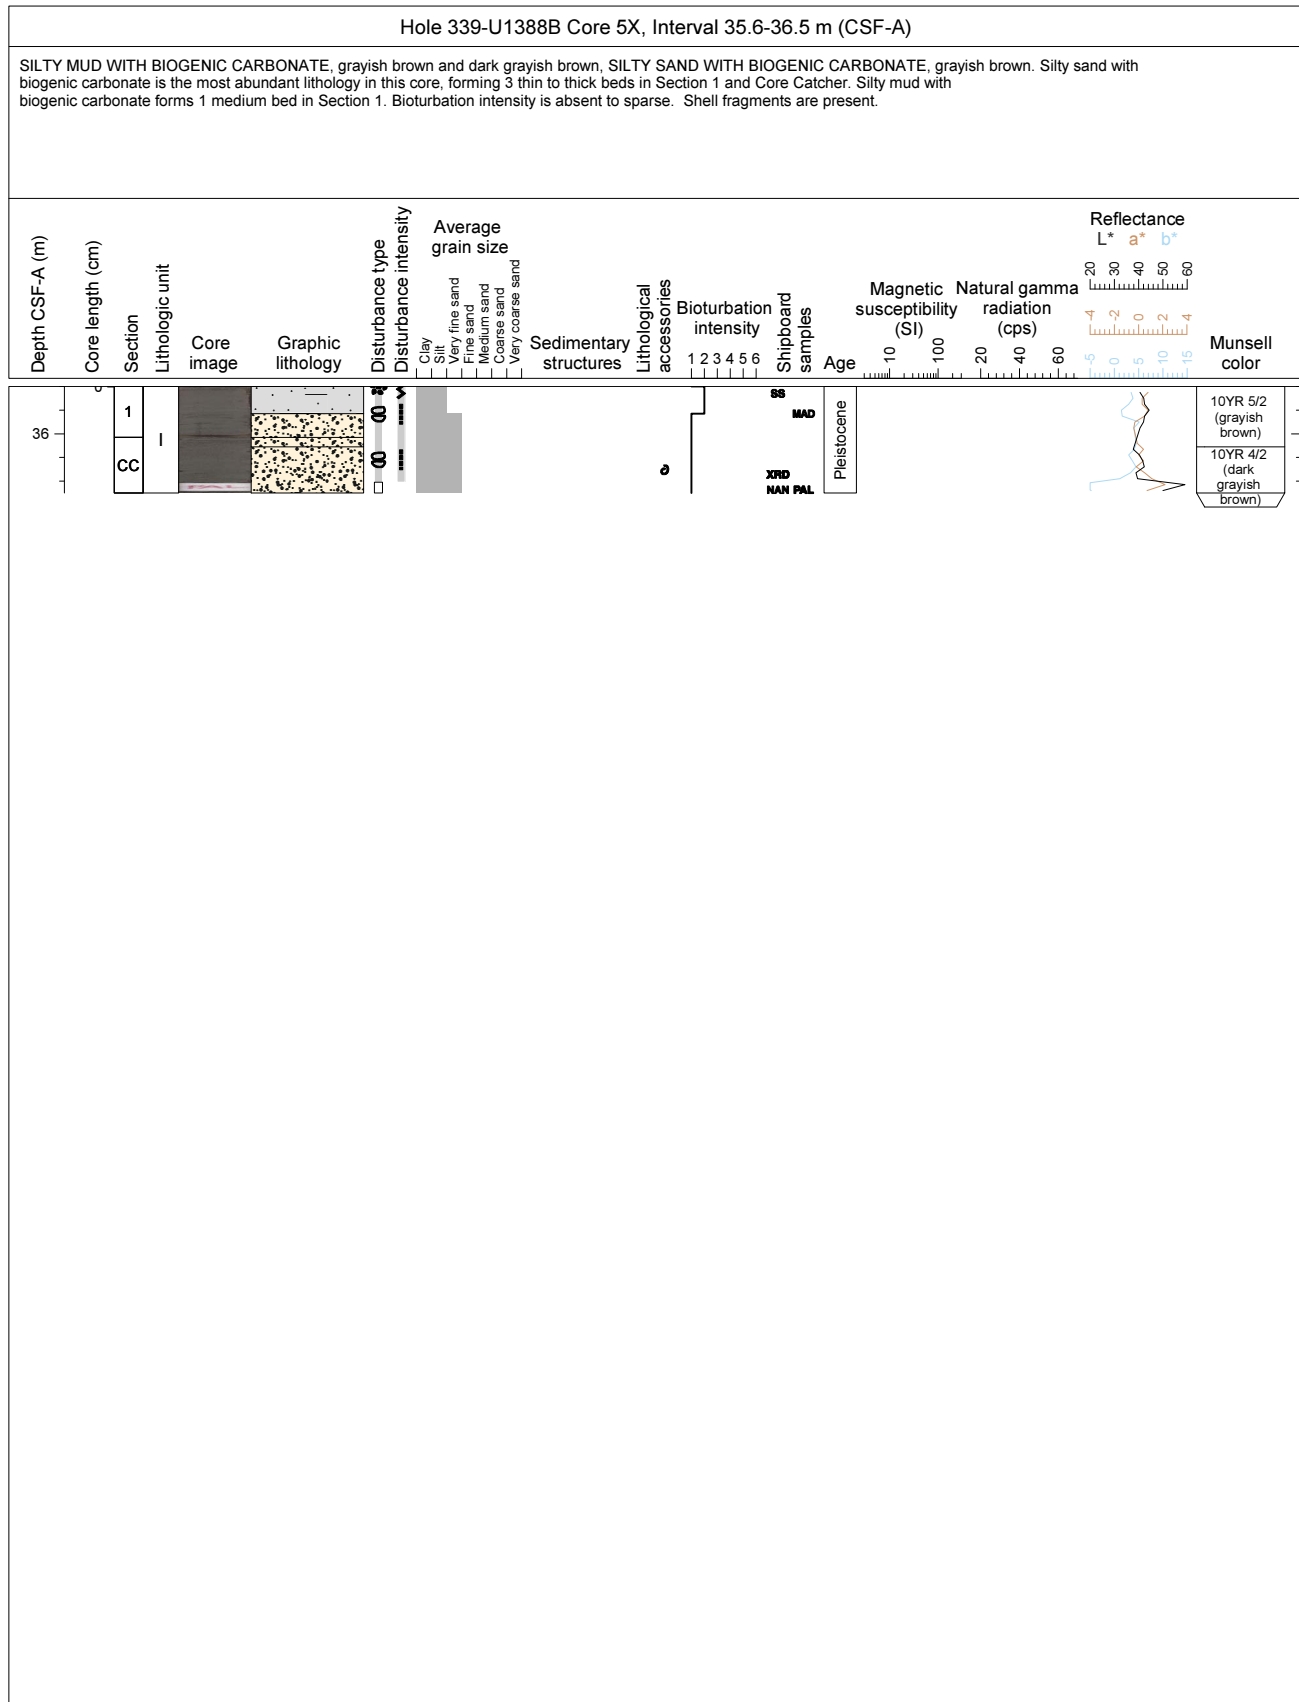 Hole 339-U1388B Core 5X, Interval 35.6-36.5 m (CSF-A)
SILTY MUD WITH BIOGENIC CARBONATE, grayish brown and dark grayish brown, SILTY SAND WITH BIOGENIC CARBONATE, grayish brown. Silty sand with
biogenic carbonate is the most abundant lithology in this core, forming 3 thin to thick beds in Section 1 and Core Catcher. Silty mud with
biogenic carbonate forms 1 medium bed in Section 1. Bioturbation intensity is absent to sparse. Shell fragments are present.
Depth CSF-A (m)
Core length (cm)
Section
Lithologic unit
Core
image
Graphic
lithology
Disturbance type
Disturbance intensity
Average
grain size
Clay
Silt
Very fine sand
Fine sand
Medium sand
Coarse sand
Very coarse sand
Sedimentary
structures
Lithological
accessories
Bioturbation
intensity
1 2 3 4 5 6
Shipboard
samples
Age
Magnetic
susceptibility
(SI)
10
100
Natural gamma
radiation
(cps)
20
40
60
Reflectance
L* a* b*
20 30 40 50 60
-4 -2 0 2 4
-5 0 5 10 15
Munsell
color
36
1
CC
I
PAL
SS
MAD
XRD
NAN PAL
Pleistocene
10YR 5/2
(grayish
brown)
10YR 4/2
(dark
grayish
brown)